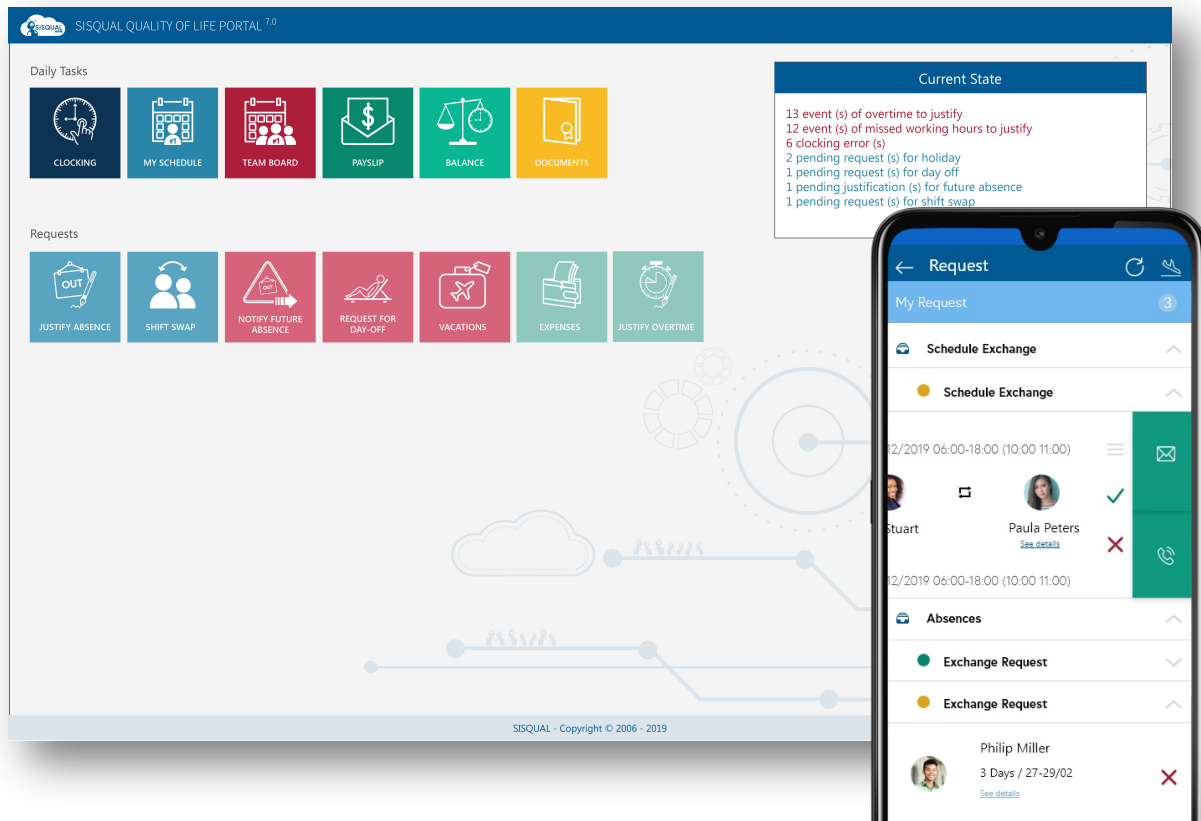 SISQUAL
SISQUAL QUALITY OF LIFE PORTAL 7.0
Daily Tasks
CLOCKING
#1
MY SCHEDULE
#1
TEAM BOARD
$
PAYSLIP
BALANCE
DOCUMENTS
Current State
13 event (s) of overtime to justify
12 event (s) of missed working hours to justify
6 clocking error (s)
2 pending request (s) for holiday
1 pending request (s) for day off
1 pending justification (s) for future absence
1 pending request (s) for shift swap
Requests
OUT
JUSTIFY ABSENCE
SHIFT SWAP
OUT
NOTIFY FUTURE
ABSENCE
REQUEST FOR
DAY-OFF
VACATIONS
EXPENSES
JUSTIFY OVERTIME
SISQUAL - Copyright © 2006 - 2019
Request
My Request
3
Schedule Exchange
Schedule Exchange
12/2019 06:00-18:00 (10:00 11:00)
Stuart
Paula Peters
See details
12/2019 06:00-18:00 (10:00 11:00)
Absences
Exchange Request
Exchange Request
Philip Miller
3 Days / 27-29/02
See details